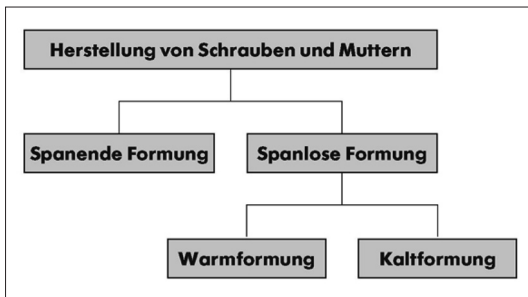 Herstellung von Schrauben und Muttern
Spanende Formung
Spanlose Formung
Warmformung
Kaltformung